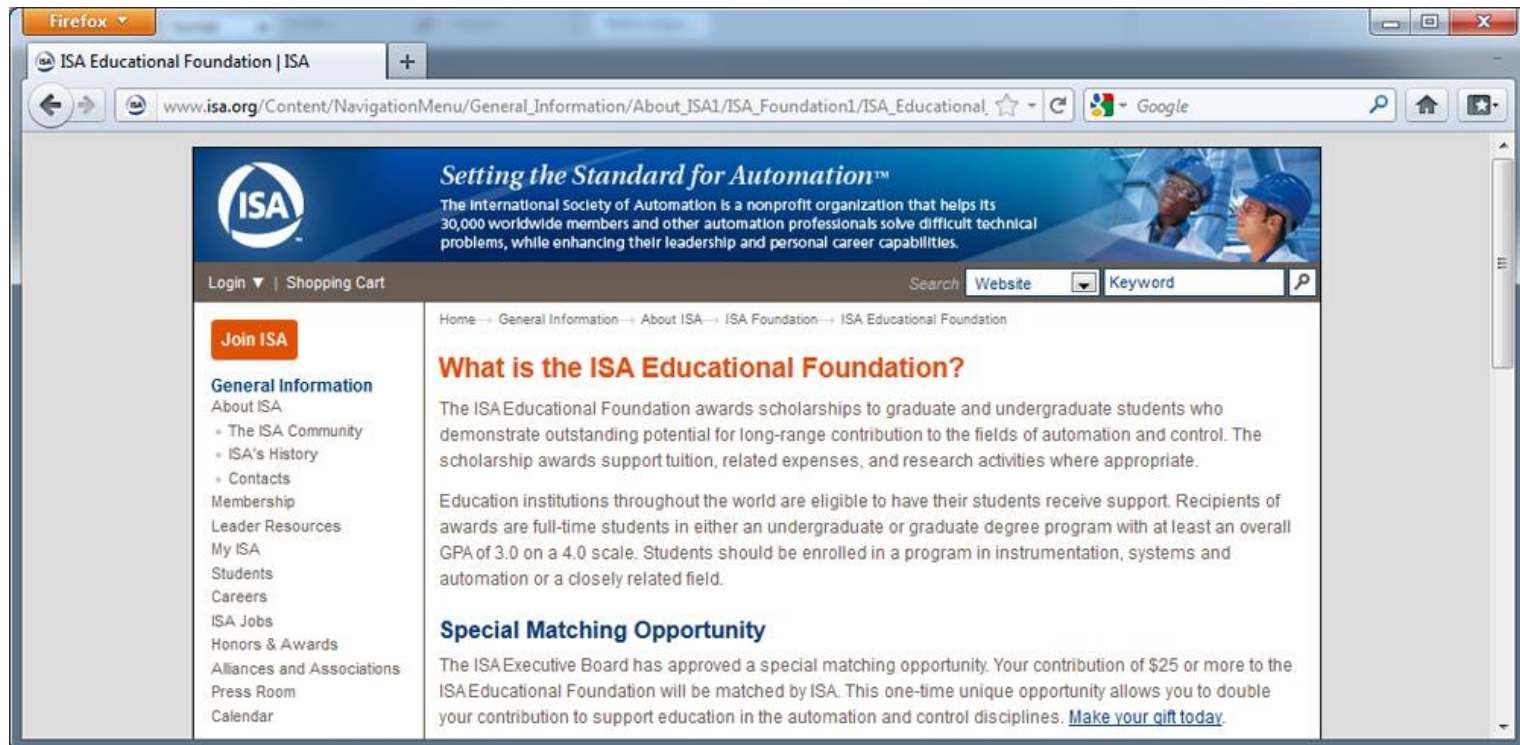 Firefox
ISA Educational Foundation | ISA
www.isa.org/Content/NavigationMenu/General_Information/About_ISA1/ISA_Foundation1/ISA_Educational_
Google
ISA
Setting the Standard for Automation™
The International Society of Automation is a nonprofit organization that helps its
30,000 worldwide members and other automation professionals solve difficult technical
problems, while enhancing their leadership and personal career capabilities.
Login ▼ | Shopping Cart
Search Website Keyword
Join ISA
General Information
About ISA
The ISA Community
ISA's History
Contacts
Membership
Leader Resources
My ISA
Students
Careers
ISA Jobs
Honors & Awards
Alliances and Associations
Press Room
Calendar
Home → General Information → About ISA → ISA Foundation → ISA Educational Foundation
What is the ISA Educational Foundation?
The ISA Educational Foundation awards scholarships to graduate and undergraduate students who
demonstrate outstanding potential for long-range contribution to the fields of automation and control. The
scholarship awards support tuition, related expenses, and research activities where appropriate.
Education institutions throughout the world are eligible to have their students receive support. Recipients of
awards are full-time students in either an undergraduate or graduate degree program with at least an overall
GPA of 3.0 on a 4.0 scale. Students should be enrolled in a program in instrumentation, systems and
automation or a closely related field.
Special Matching Opportunity
The ISA Executive Board has approved a special matching opportunity. Your contribution of $25 or more to the
ISA Educational Foundation will be matched by ISA. This one-time unique opportunity allows you to double
your contribution to support education in the automation and control disciplines. Make your gift today.